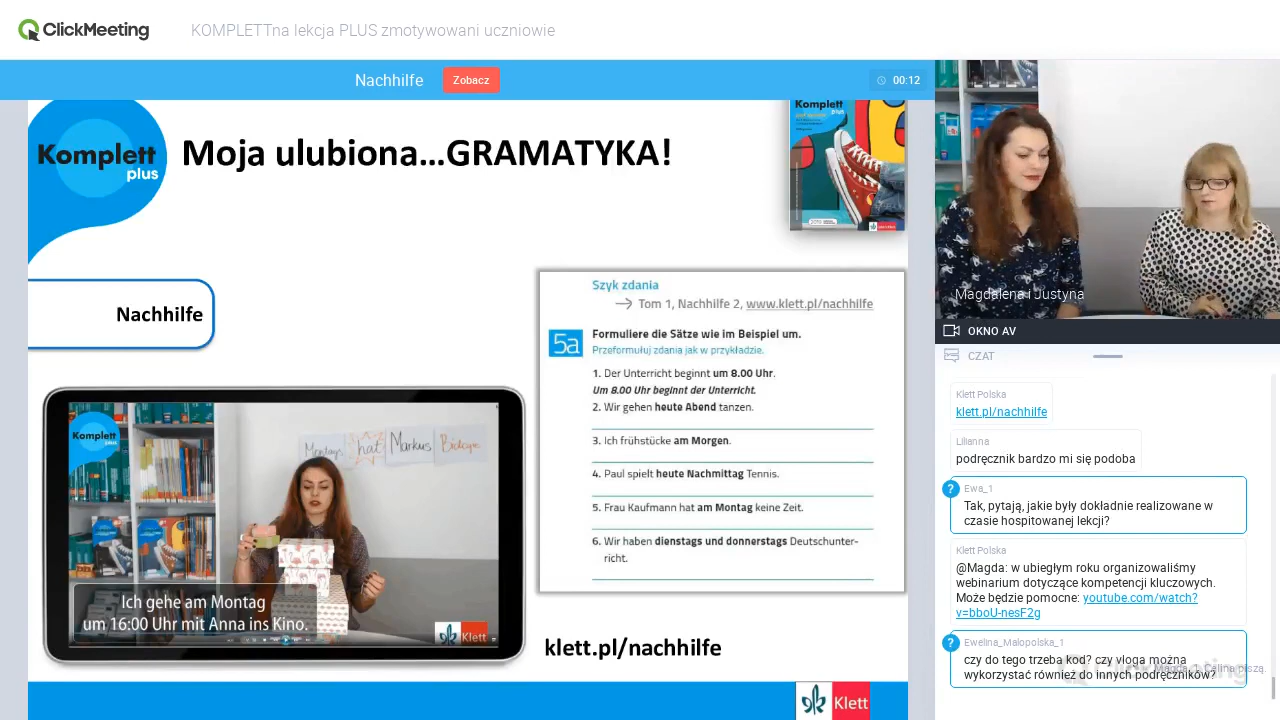 ClickMeeting
KOMPLETTna lekcja PLUS zmotywowani uczniowie
Nachhilfe
Zobacz
00:12
Komplett
plus
Moja ulubiona...GRAMATYKA!
Komplett
plus
Klett
Nachhilfe
Szyk zdania
→ Tom 1, Nachhilfe 2, www.klett.pl/nachhilfe
5a
Formuliere die Sätze wie im Beispiel um.
Przeformułuj zdania jak w przykładzie.
1. Der Unterricht beginnt um 8.00 Uhr.
Um 8.00 Uhr beginnt der Unterricht.
2. Wir gehen heute Abend tanzen.
3. Ich frühstücke am Morgen.
4. Paul spielt heute Nachmittag Tennis.
5. Frau Kaufmann hat am Montag keine Zeit.
6. Wir haben dienstags und donnerstags Deutschunter-
richt.
Komplett
plus
Montags
hat
Markus
Biologie
Ich gehe am Montag
um 16:00 Uhr mit Anna ins Kino.
Klett
klett.pl/nachhilfe
Klett
Magdalena i Justyna
OKNO AV
CZAT
Klett Polska
klett.pl/nachhilfe
Lilianna
podręcznik bardzo mi się podoba
?
Ewa_1
Tak, pytają, jakie były dokładnie realizowane w
czasie hospitowanej lekcji?
Klett Polska
@Magda: w ubiegłym roku organizowaliśmy
webinarium dotyczące kompetencji kluczowych.
Może będzie pomocne: youtube.com/watch?
v=bboU-nesF2g
?
Ewelina_Małopolska_1
czy do tego trzeba kod? czy vloga można
wykorzystać również do innych podręczników?